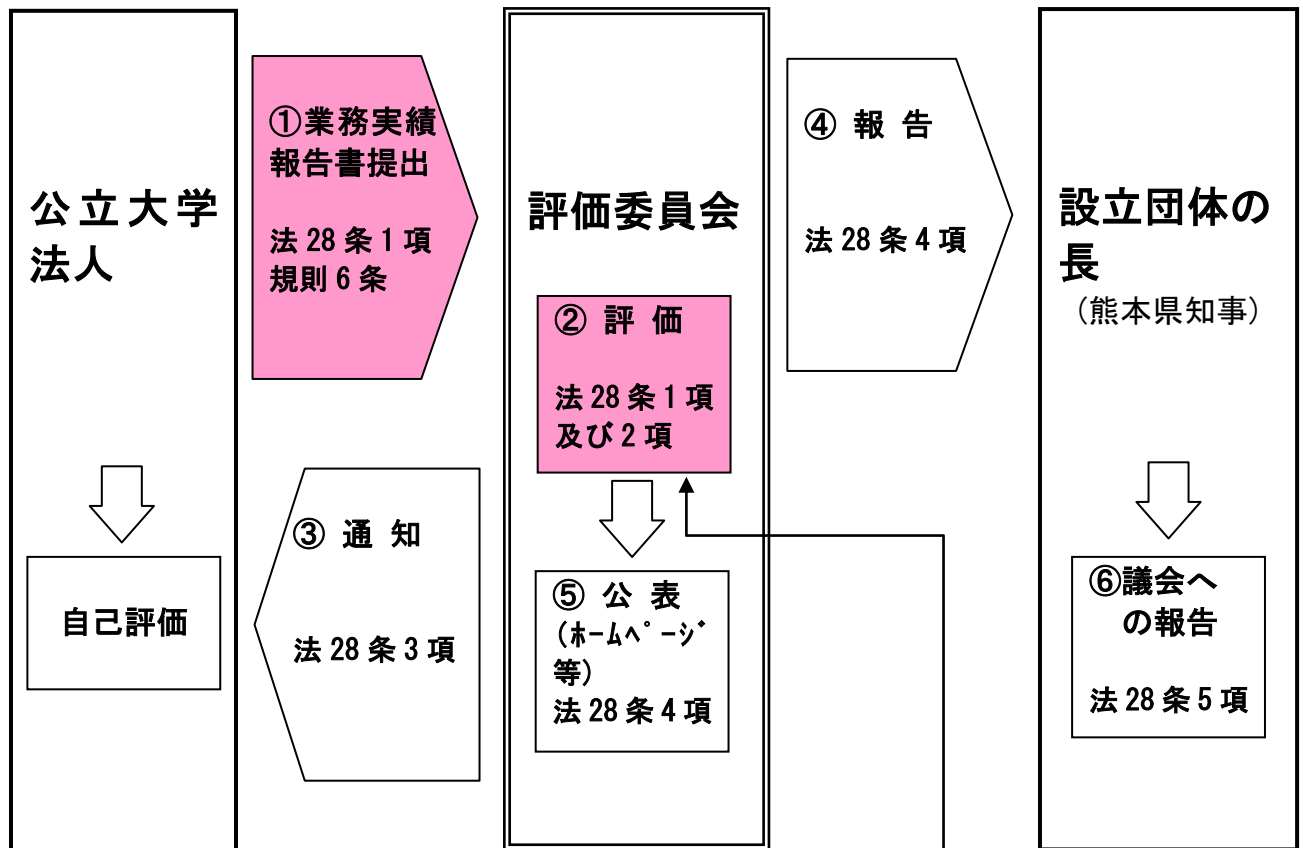 公立大学
法人
自己評価
①業務実績
報告書提出
法28条1項
規則6条
③ 通 知
法28条3項
評価委員会
② 評 価
法28条1項
及び2項
⑤ 公 表
(ﾎｰﾑﾍﾟｰｼﾞ
等)
法28条4項
④ 報 告
法28条4項
設立団体の
長
(熊本県知事)
⑥議会へ
の報告
法28条5項